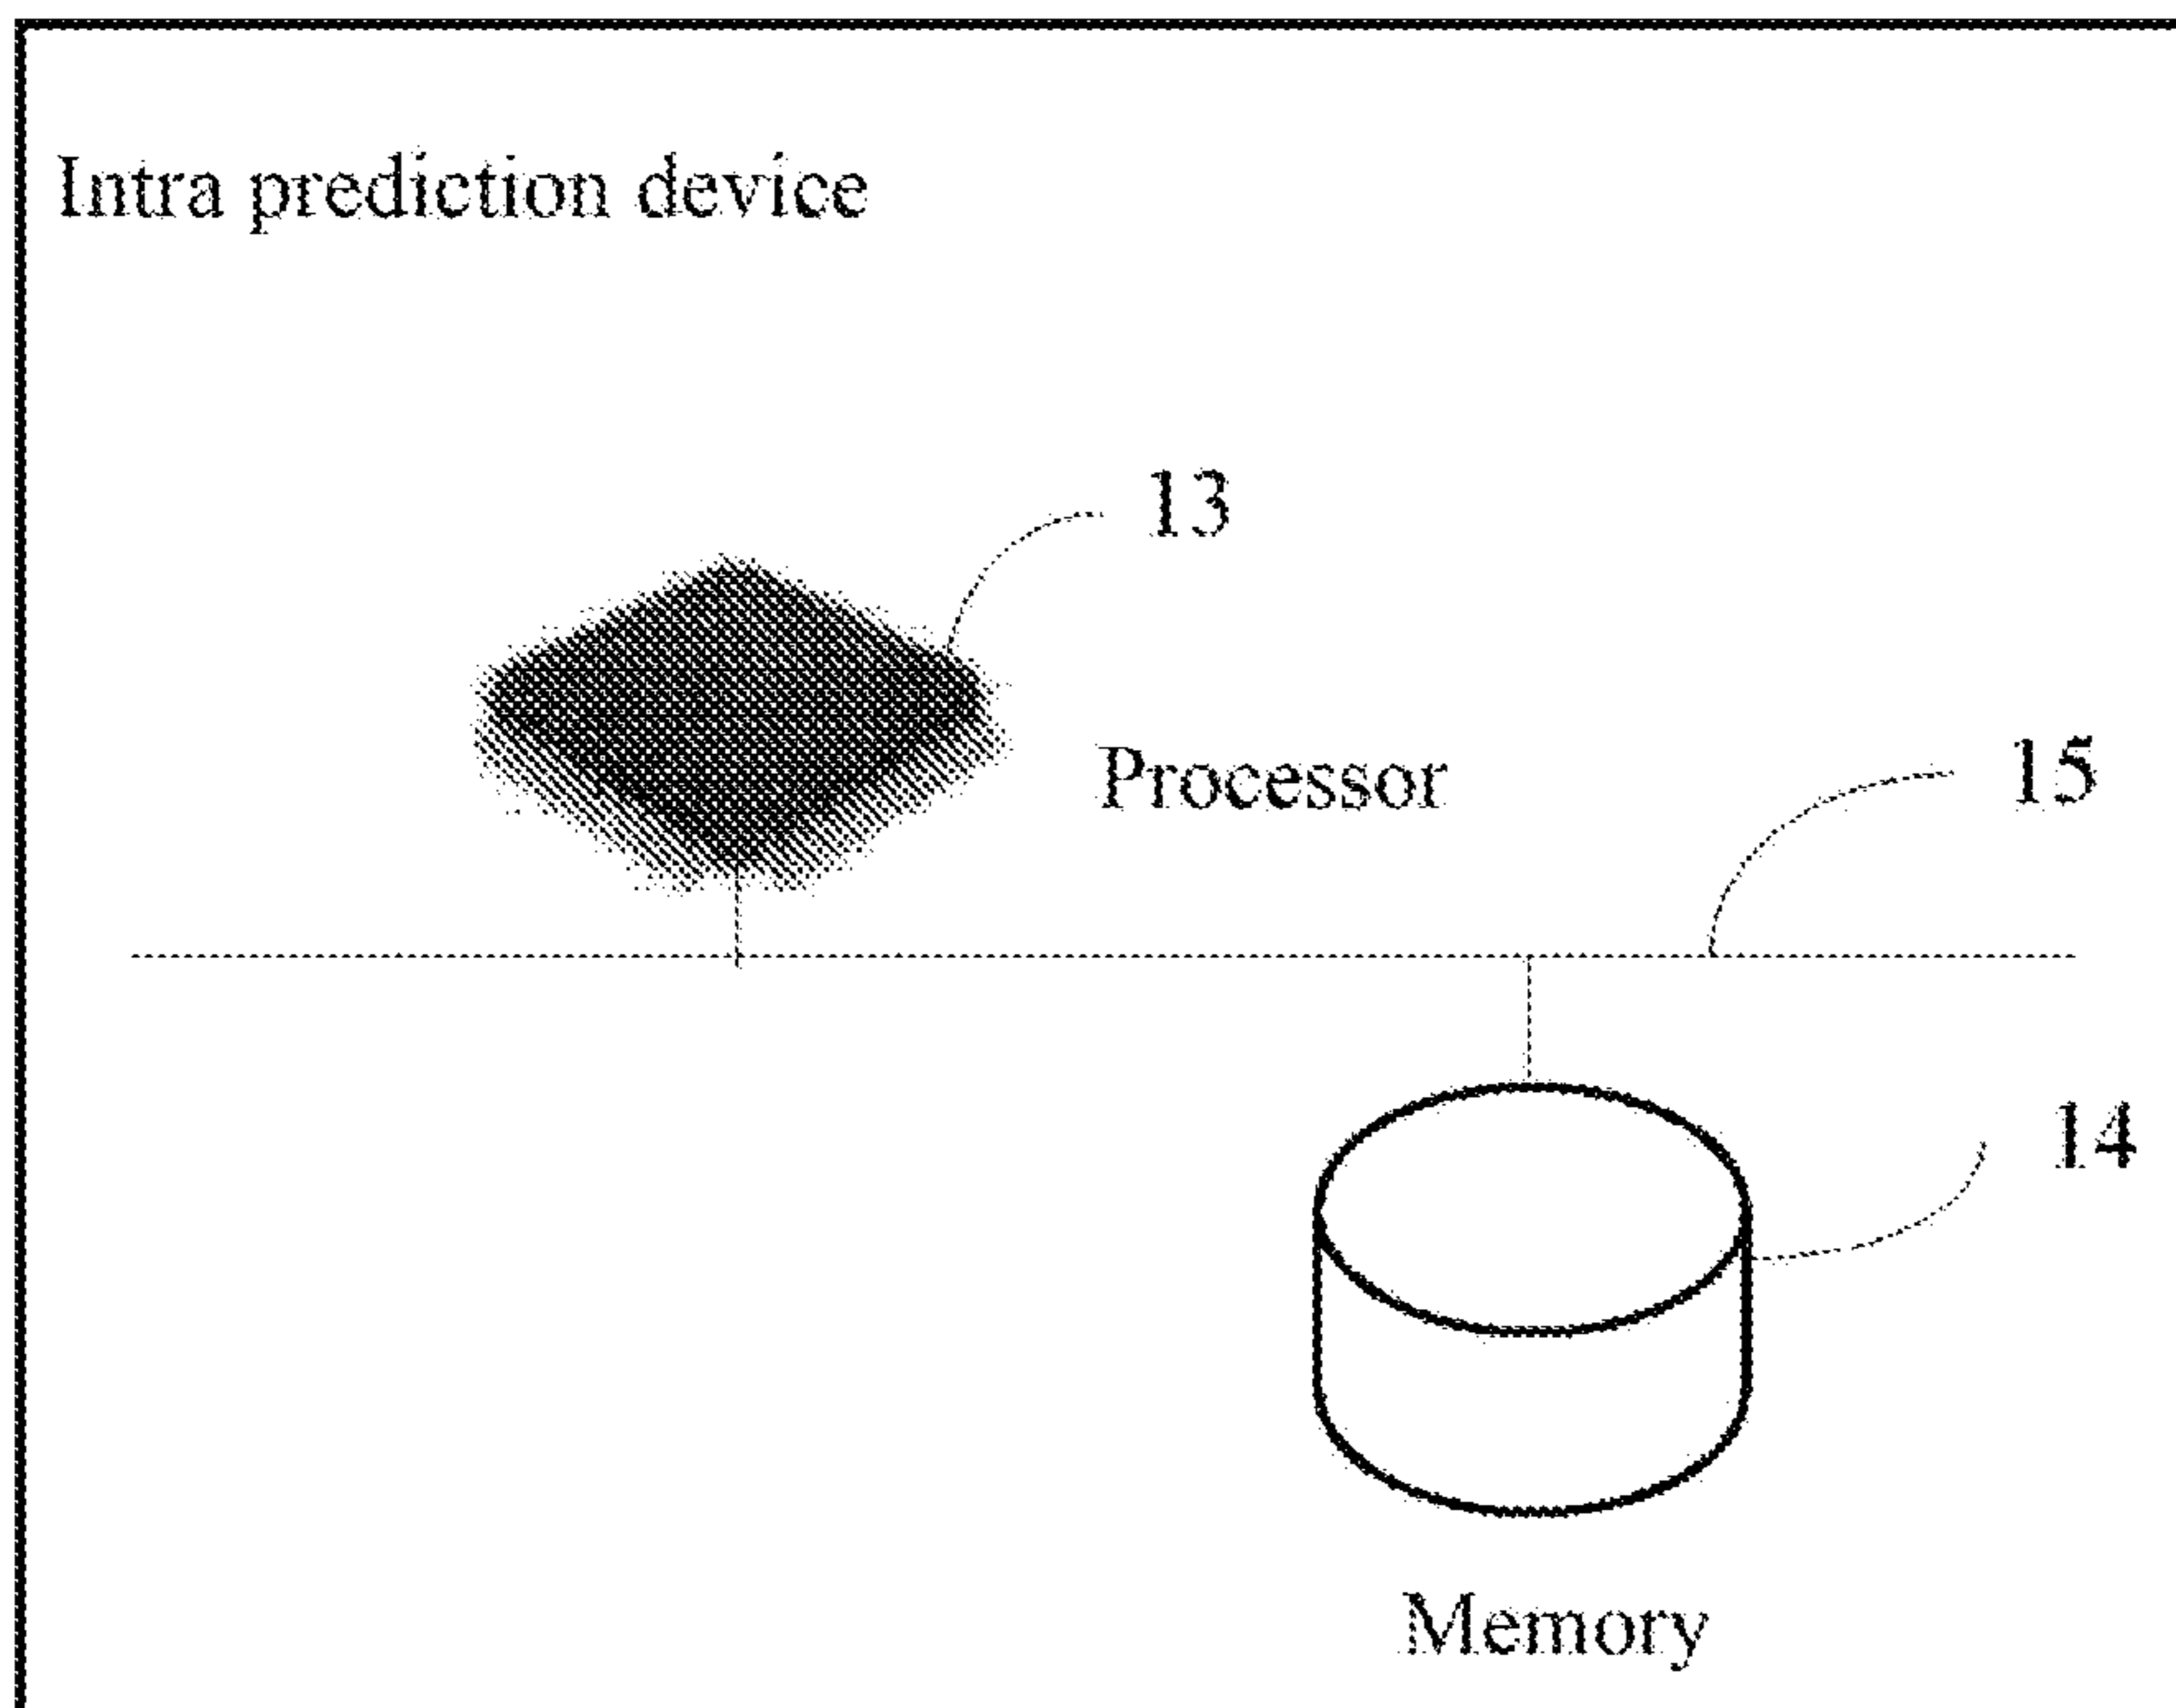 Intra prediction device
13
Processor
15
14
Memory